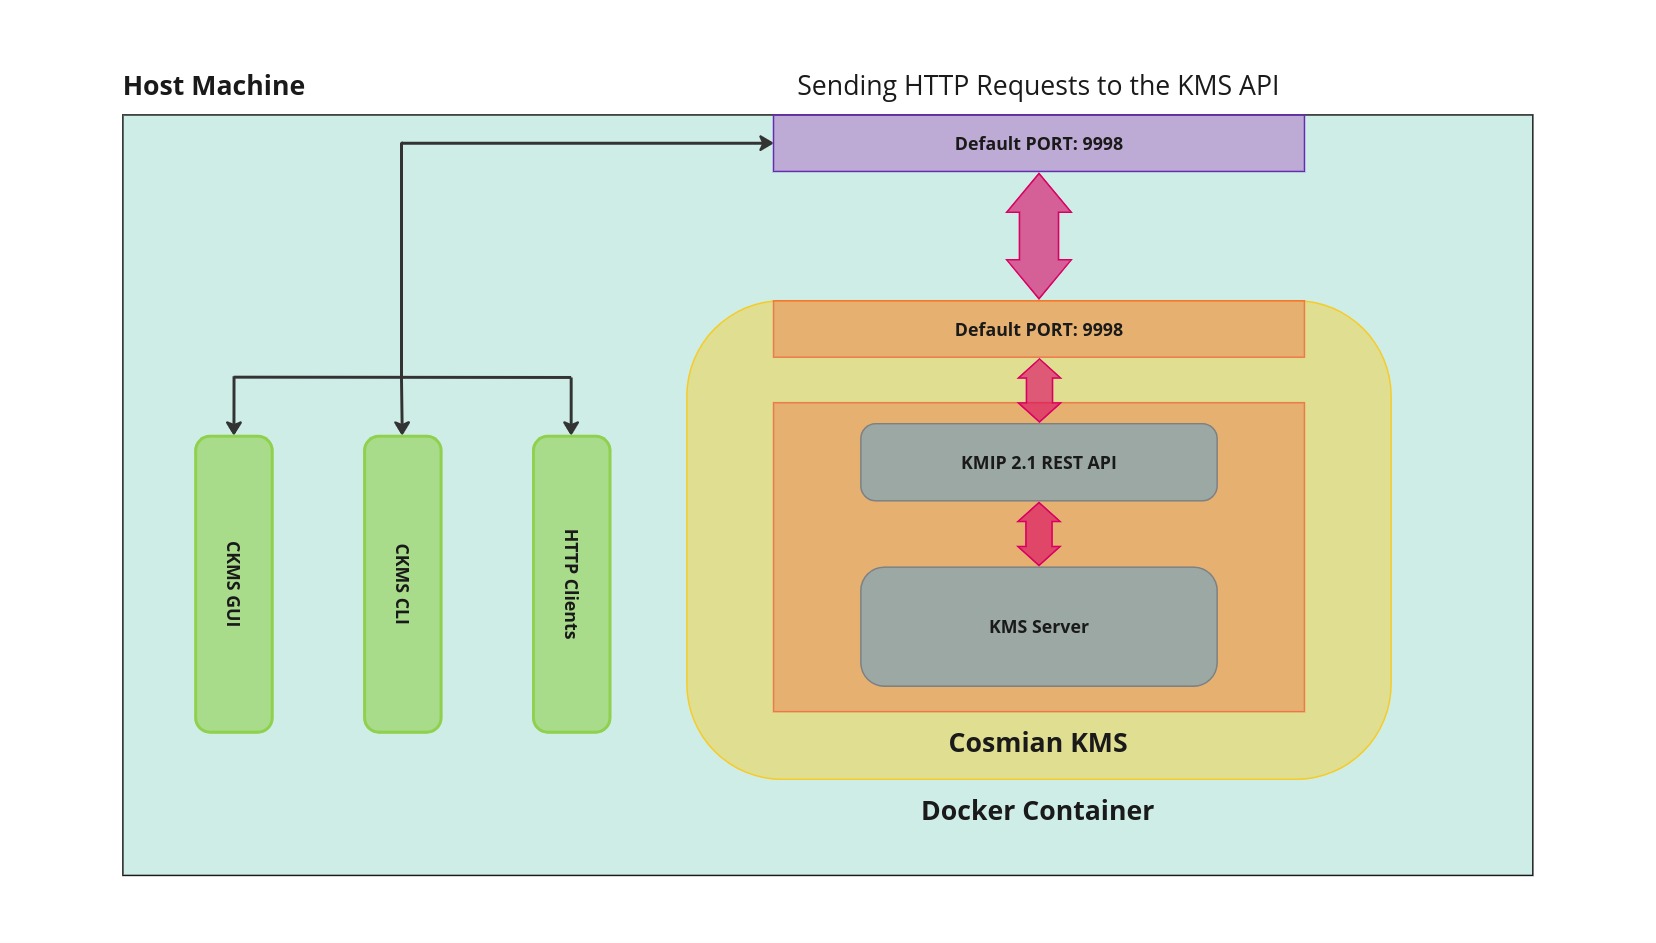 Host Machine
Sending HTTP Requests to the KMS API
Default PORT: 9998
Default PORT: 9998
KMIP 2.1 REST API
CKMS GUI
CKMS CLI
HTTP Clients
KMS Server
Cosmian KMS
Docker Container